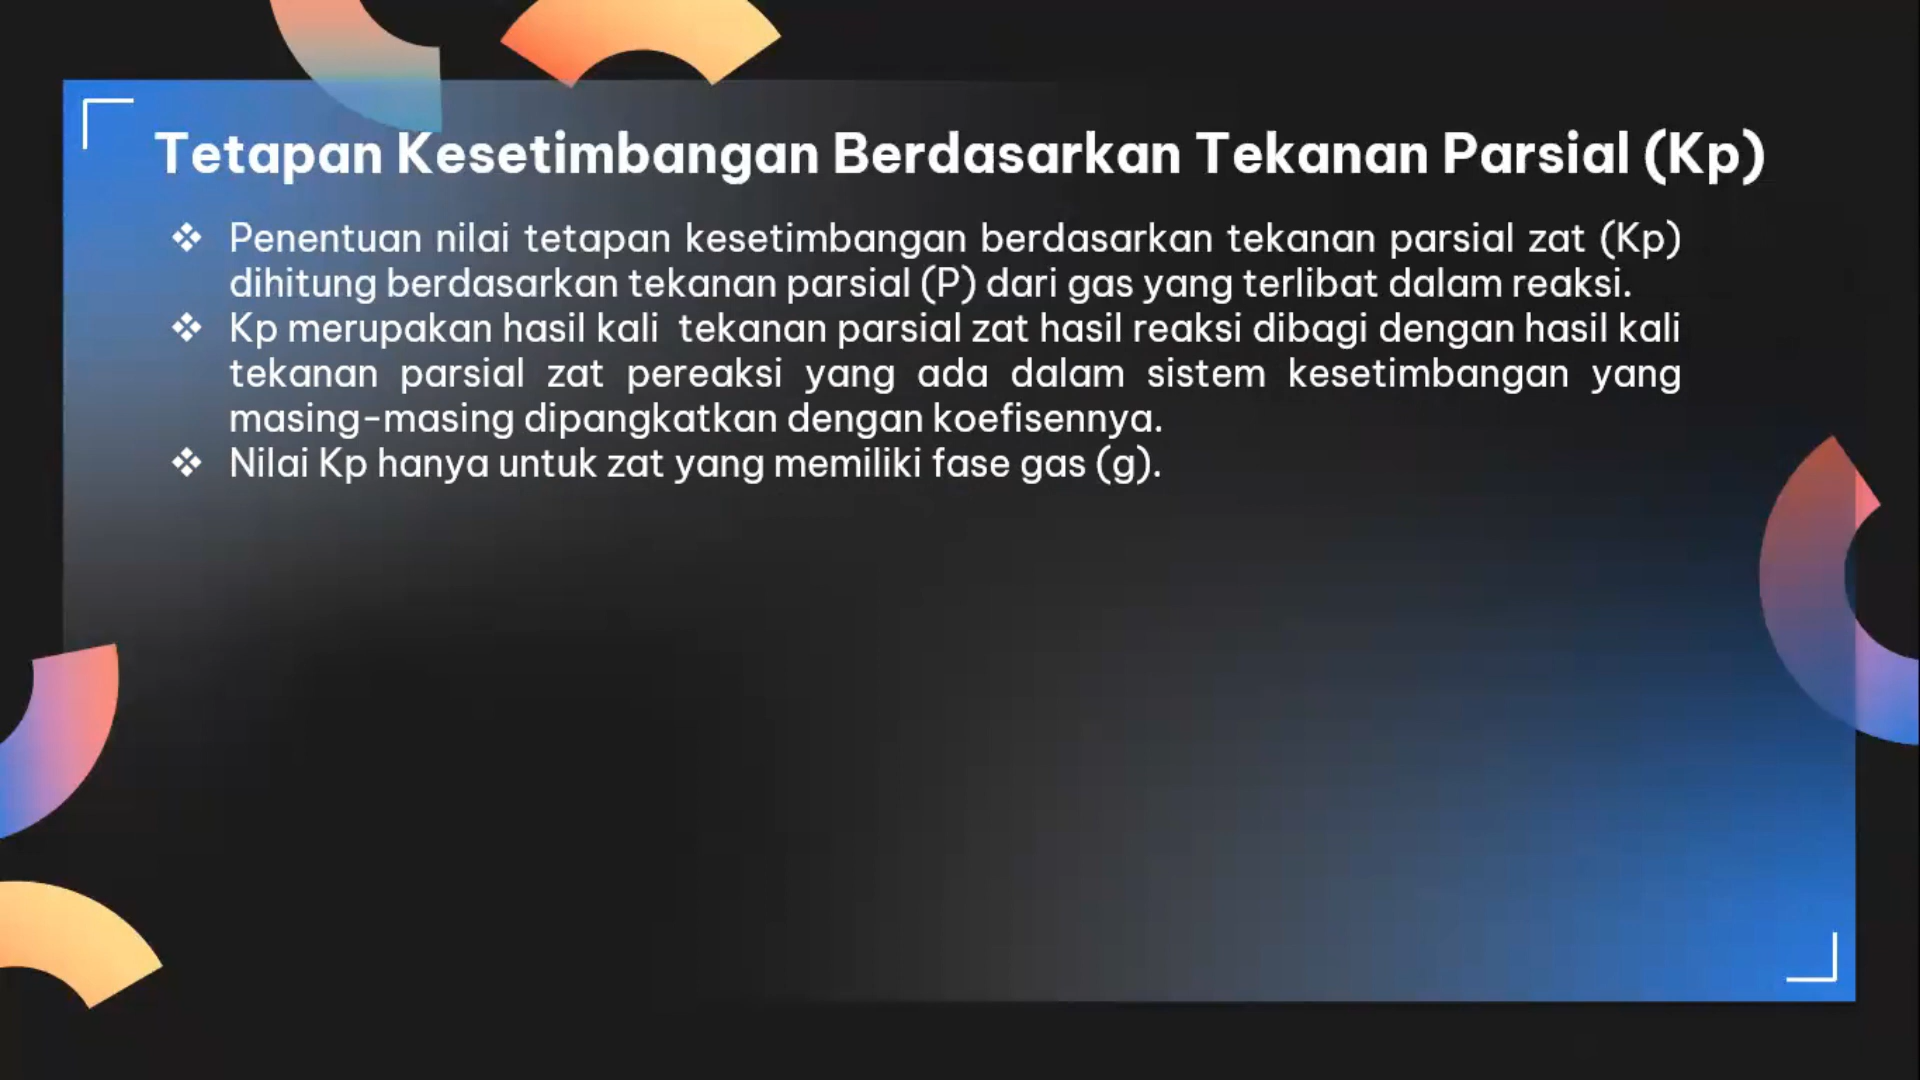 Tetapan Kesetimbangan Berdasarkan Tekanan Parsial (Kp)
❖ Penentuan nilai tetapan kesetimbangan berdasarkan tekanan parsial zat (Kp)
dihitung berdasarkan tekanan parsial (P) dari gas yang terlibat dalam reaksi.
❖ Kp merupakan hasil kali tekanan parsial zat hasil reaksi dibagi dengan hasil kali
tekanan parsial zat pereaksi yang ada dalam sistem kesetimbangan yang
masing-masing dipangkatkan dengan koefisennya.
❖ Nilai Kp hanya untuk zat yang memiliki fase gas (g).